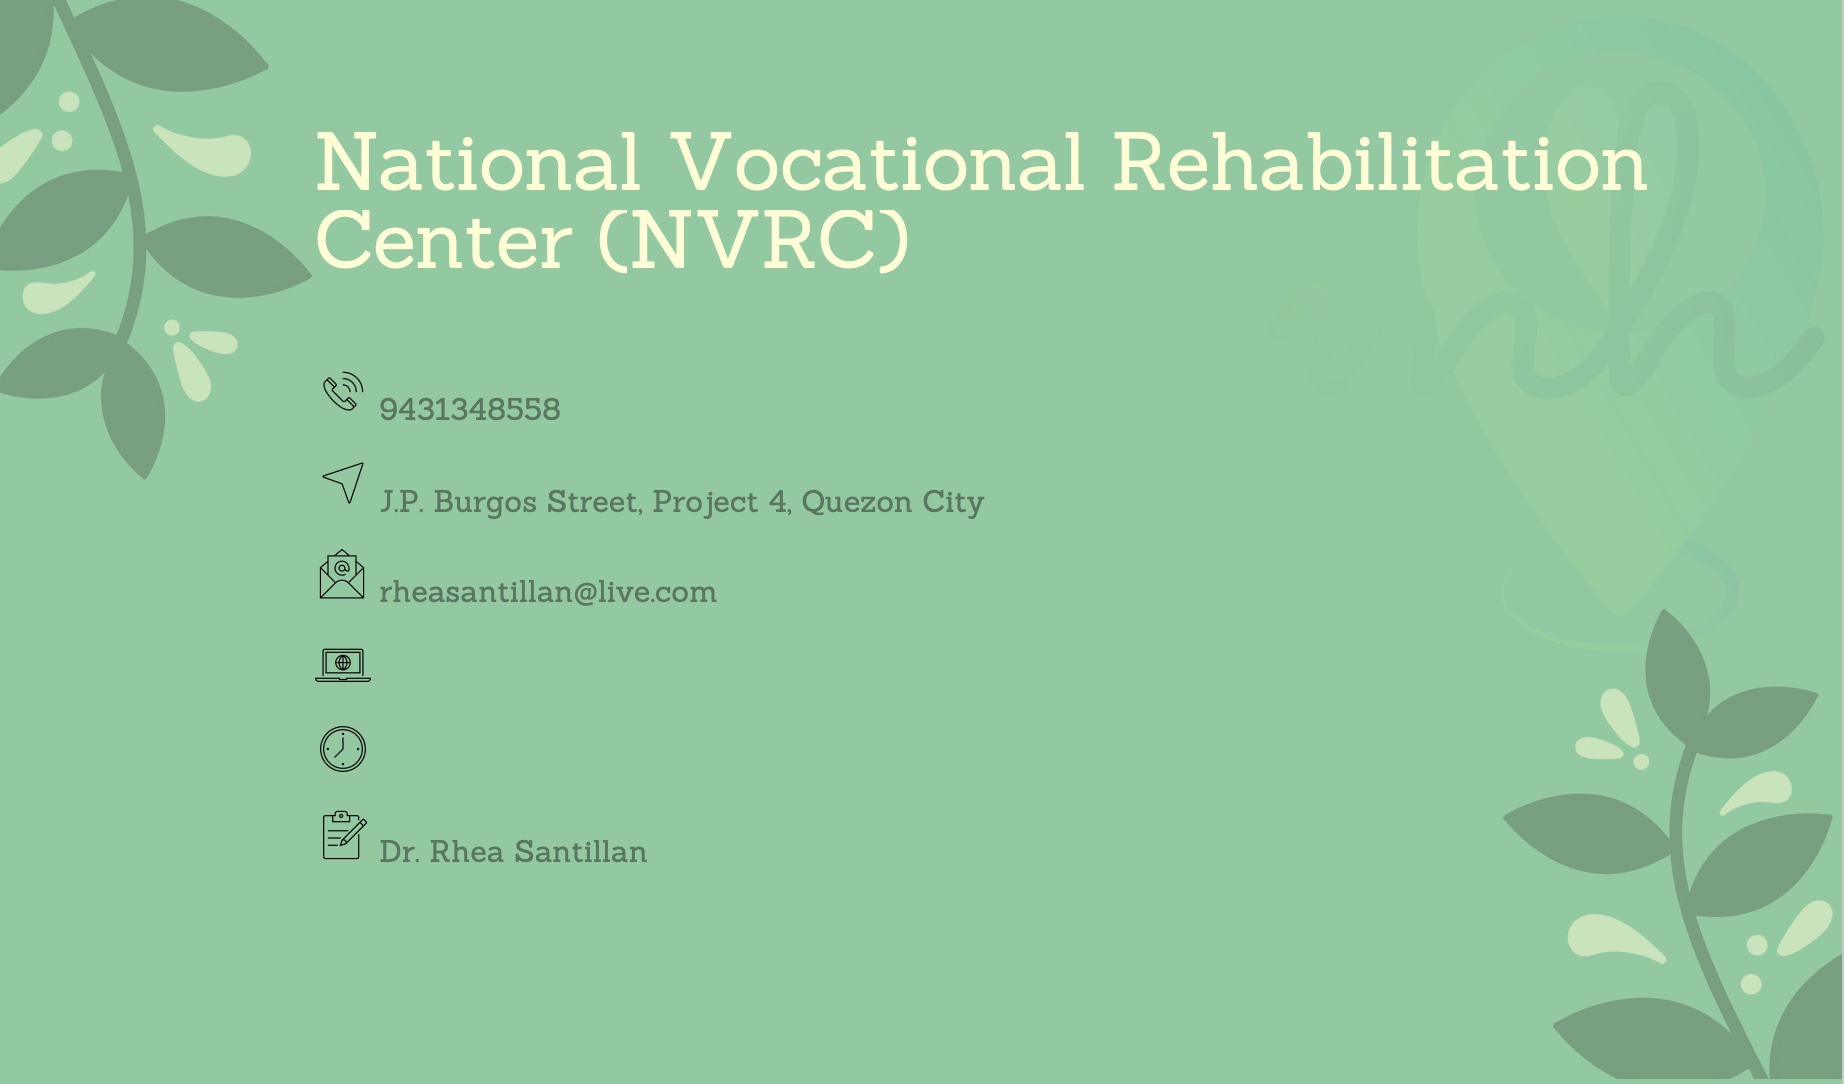 National Vocational Rehabilitation
Center (NVRC)
9431348558
J.P. Burgos Street, Project 4, Quezon City
rheasantillan@live.com
Dr. Rhea Santillan